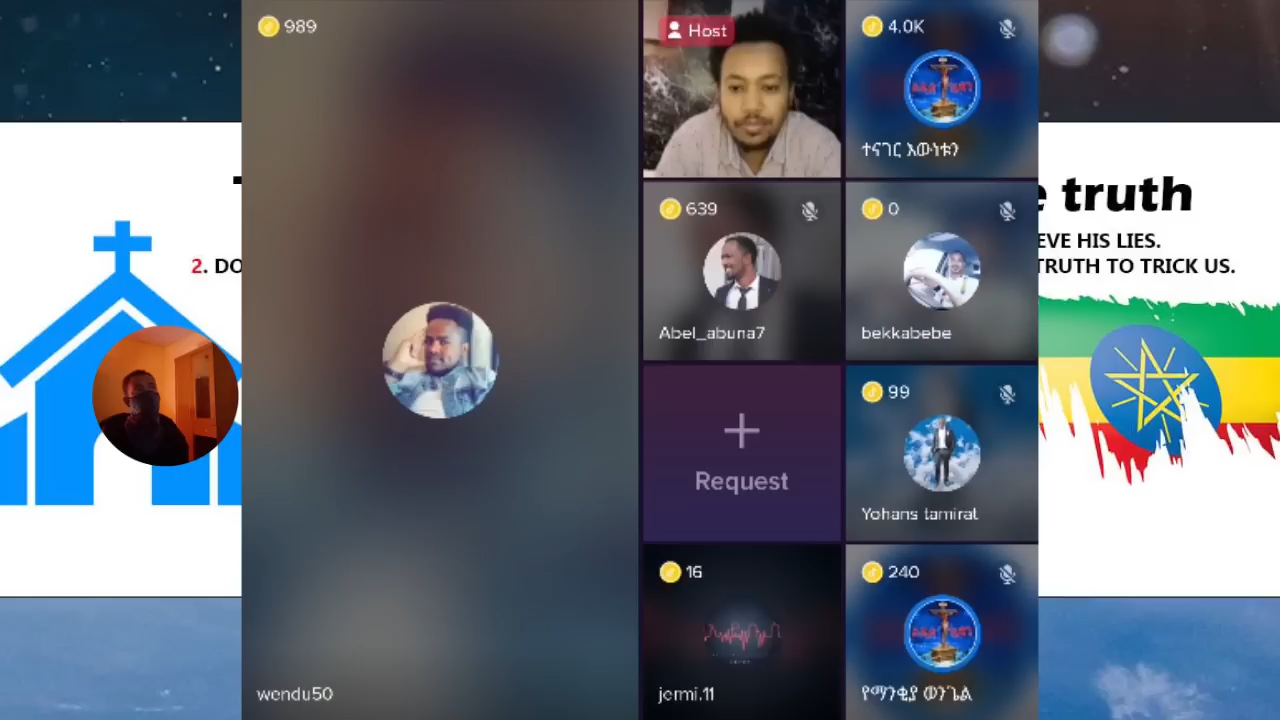 989
Host
4.0K
ተናገር እውነቱን
639
Abel_abuna7
0
bekkabebe
Request
99
Yohans tamirat
16
jermi.11
240
የማንቂያ ወንጌል
wendu50
2. DO
truth
EVE HIS LIES.
TRUTH TO TRICK US.